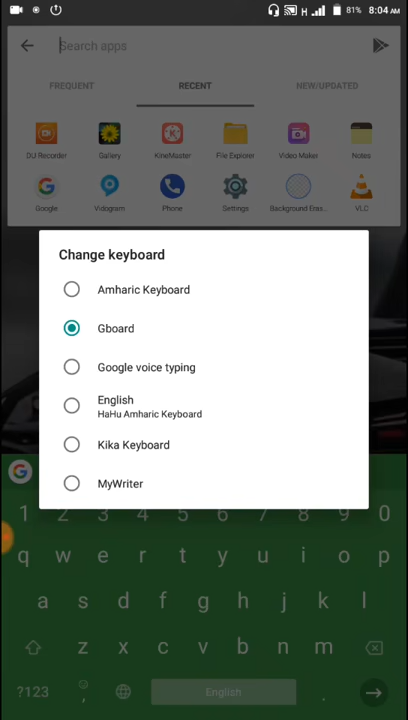 81% 8:04 AM
Search apps
FREQUENT RECENT NEW/UPDATED
DU Recorder Gallery KineMaster File Explorer Video Maker Notes
Google Vidogram Phone Settings Background Eras... VLC
Change keyboard
Amharic Keyboard
Gboard
Google voice typing
English
HaHu Amharic Keyboard
Kika Keyboard
MyWriter
G
1 2 3 4 5 6 7 8 9 0
q w e r t y u i o p
a s d f g h j k l
z x c v b n m
?123 , English .